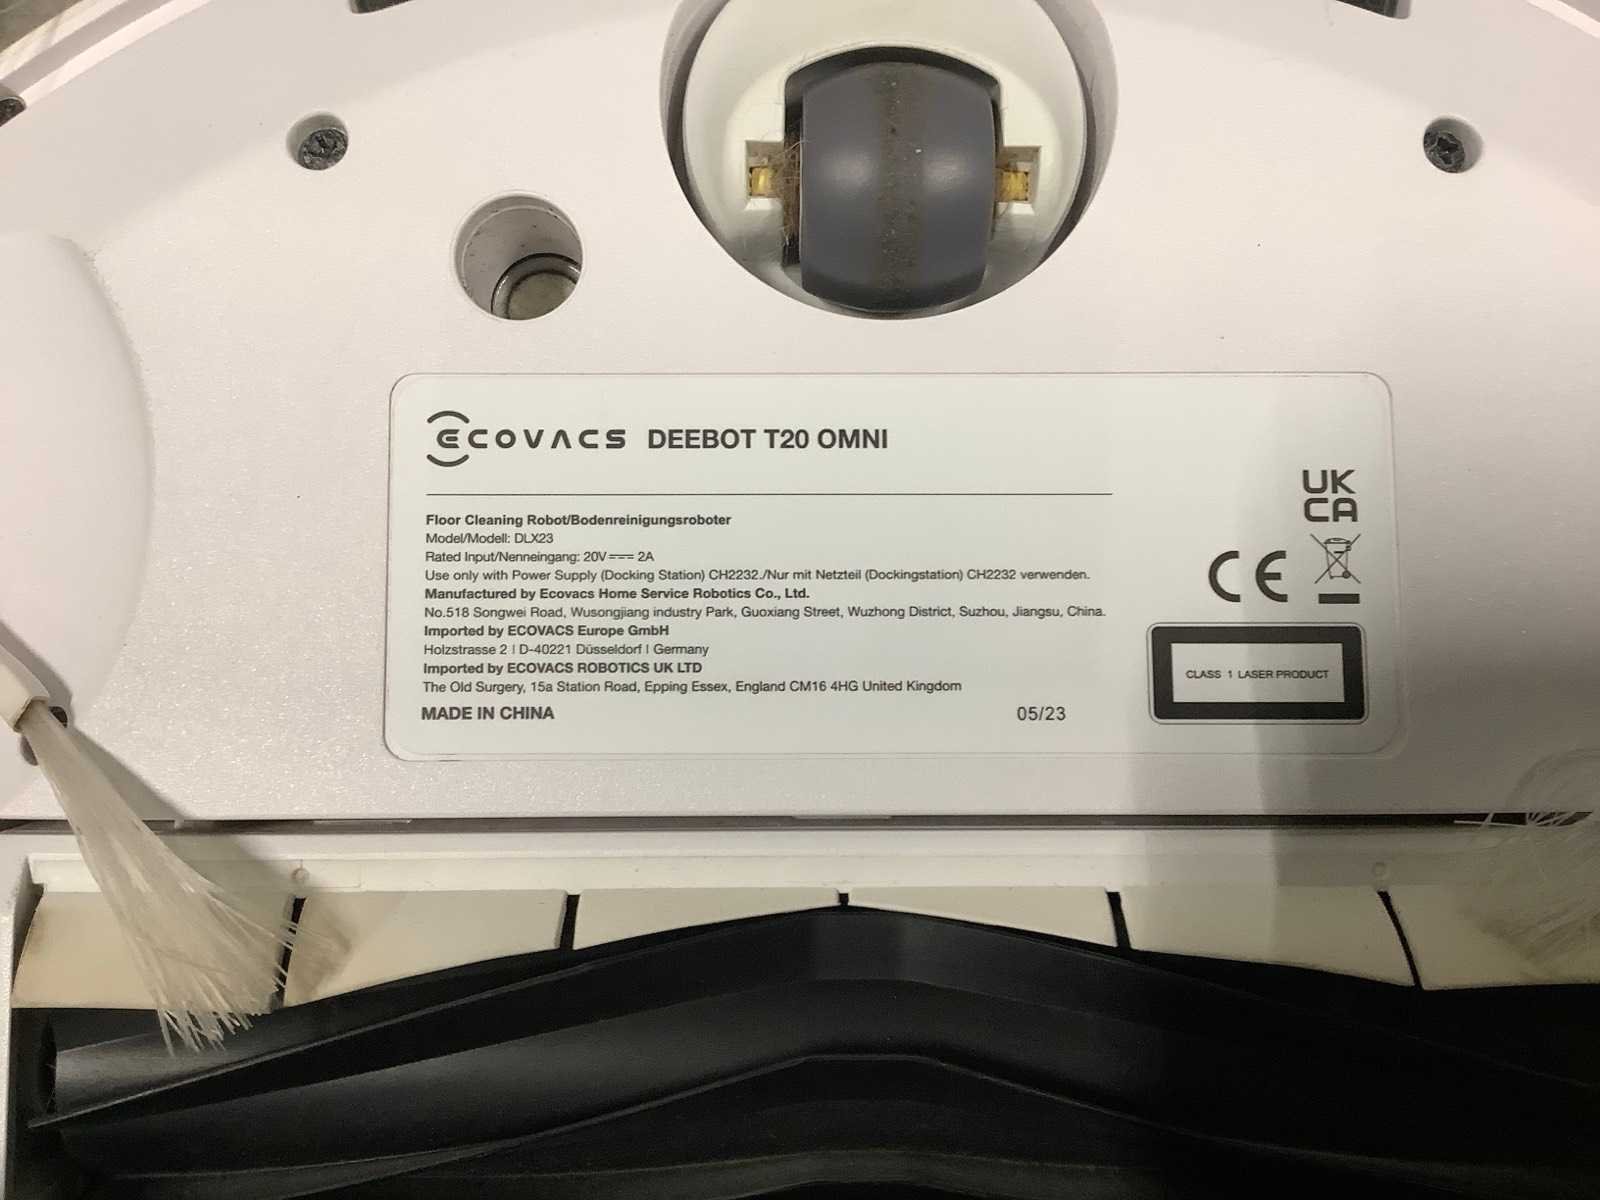 ECOVACS DEEBOT T20 OMNI
Floor Cleaning Robot/Bodenreinigungsroboter
Model/Modell: DLX23
Rated Input/Nenneingang: 20V⎓ 2A
Use only with Power Supply (Docking Station) CH2232./Nur mit Netzteil (Dockingstation) CH2232 verwenden.
Manufactured by Ecovacs Home Service Robotics Co., Ltd.
No.518 Songwei Road, Wusongjiang industry Park, Guoxiang Street, Wuzhong District, Suzhou, Jiangsu, China.
Imported by ECOVACS Europe GmbH
Holzstrasse 2 | D-40221 Düsseldorf | Germany
Imported by ECOVACS ROBOTICS UK LTD
The Old Surgery, 15a Station Road, Epping Essex, England CM16 4HG United Kingdom
MADE IN CHINA 05/23
UK
CA
CE
CLASS 1 LASER PRODUCT